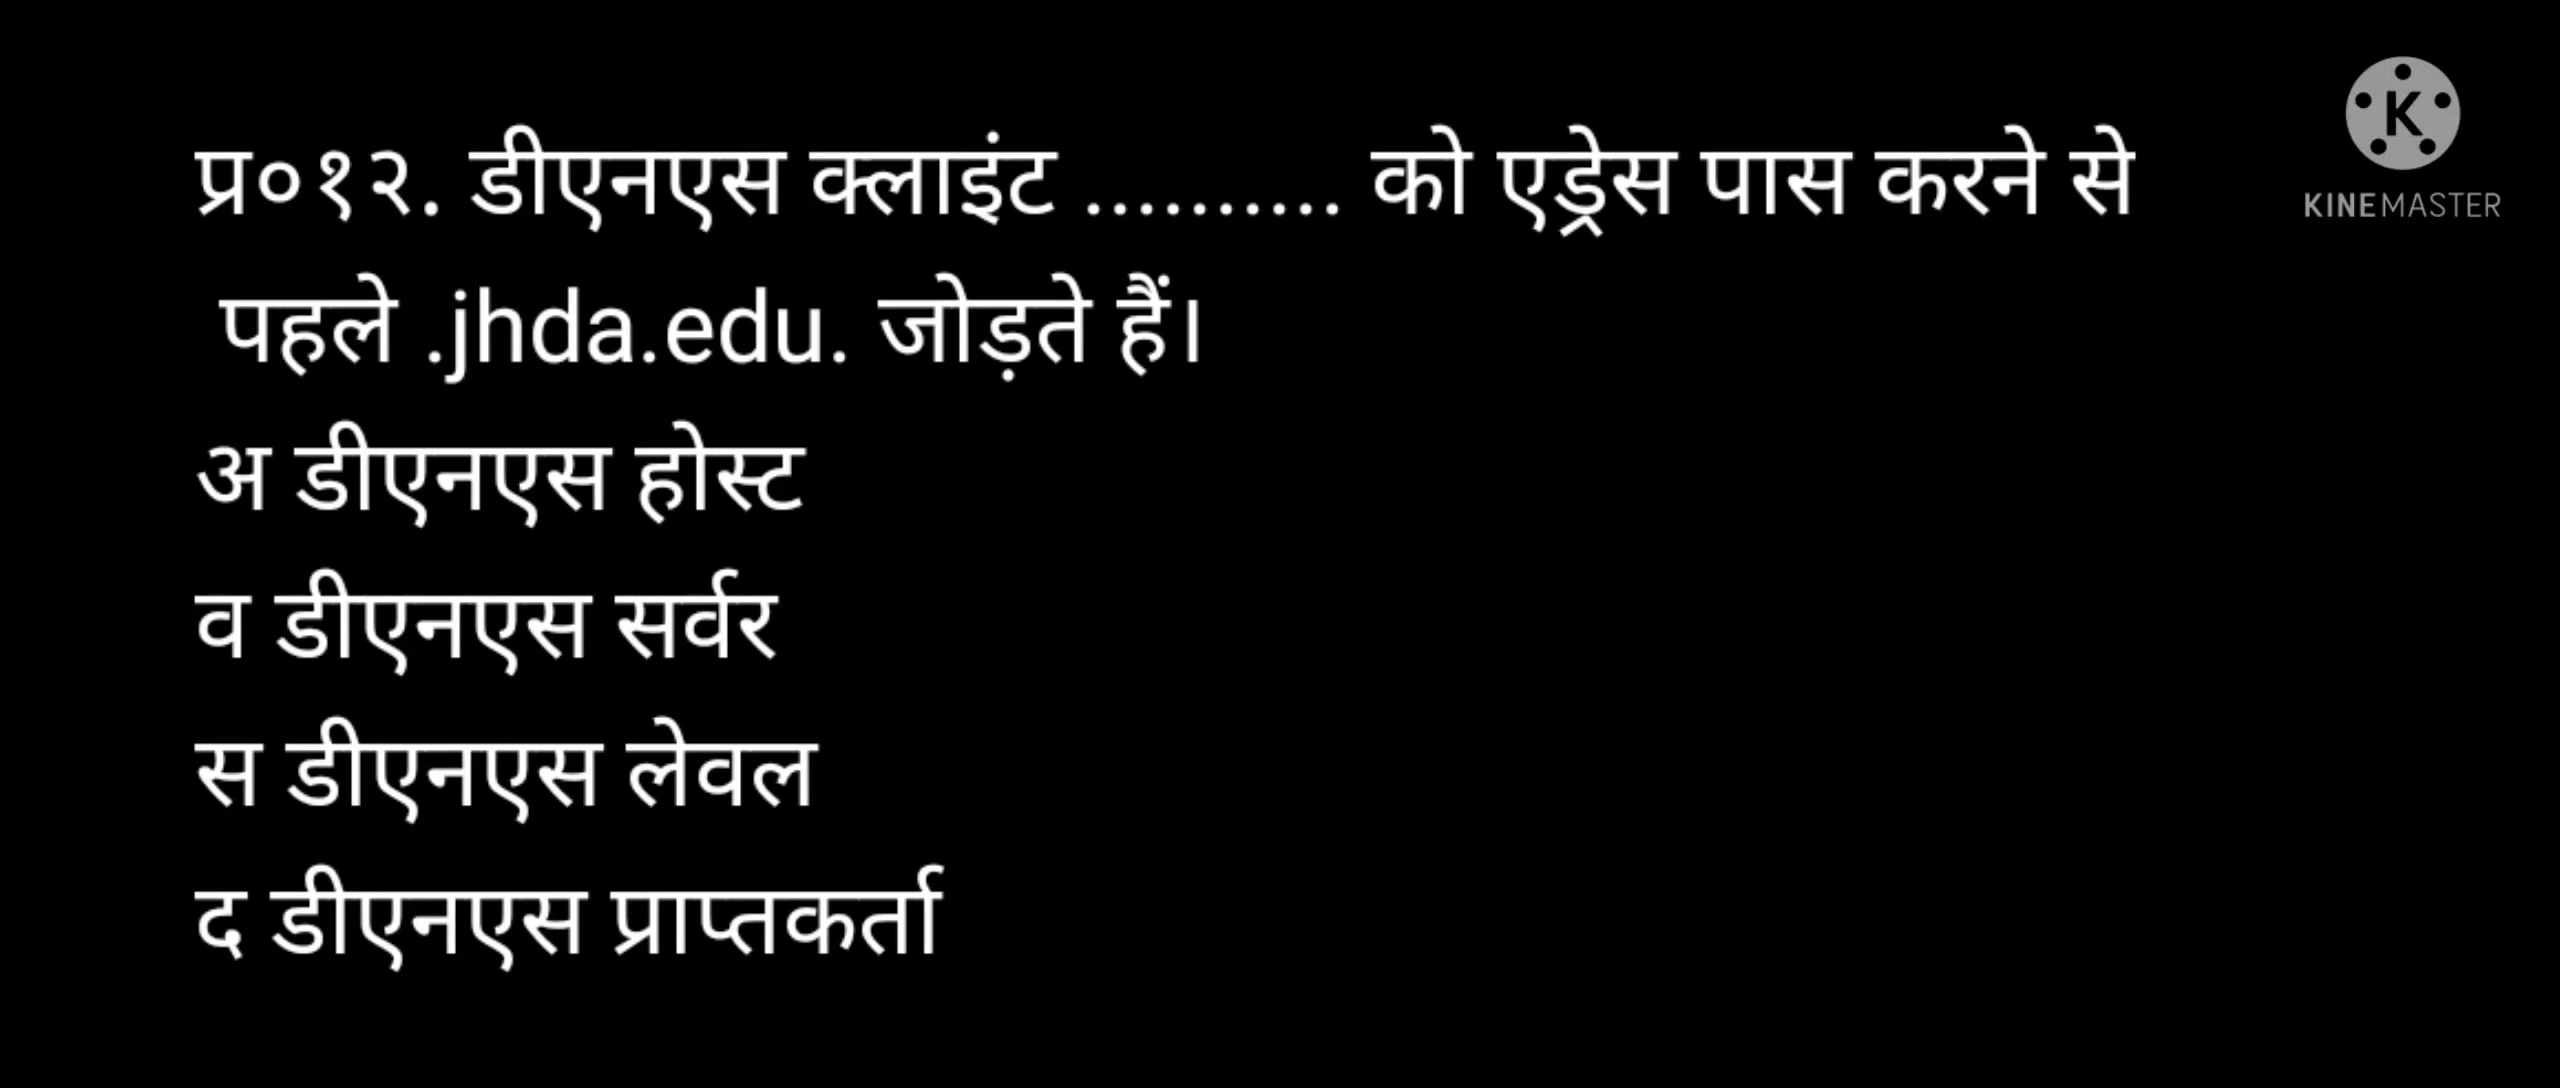 प्र०१२. डीएनएस क्लाइंट .......... को एड्रेस पास करने से
पहले .jhda.edu. जोड़ते हैं।
अ डीएनएस होस्ट
व डीएनएस सर्वर
स डीएनएस लेवल
द डीएनएस प्राप्तकर्ता
K
KINEMASTER